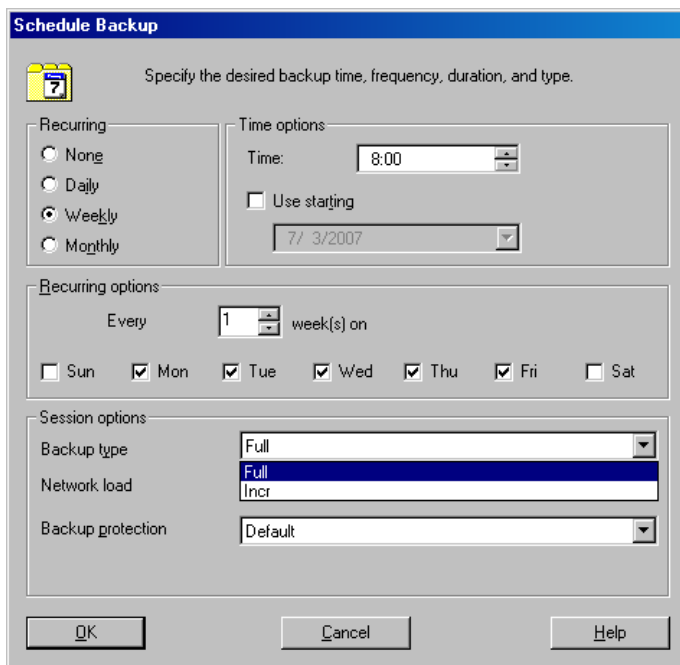 Schedule Backup
7
Specify the desired backup time, frequency, duration, and type.
Recurring
None
Daily
Weekly
Monthly
Time options
Time: 8:00
Use starting
7/ 3/2007
Recurring options
Every 1 week(s) on
Sun Mon Tue Wed Thu Fri Sat
Session options
Backup type Full
Full
Network load Incr
Backup protection Default
OK Cancel Help